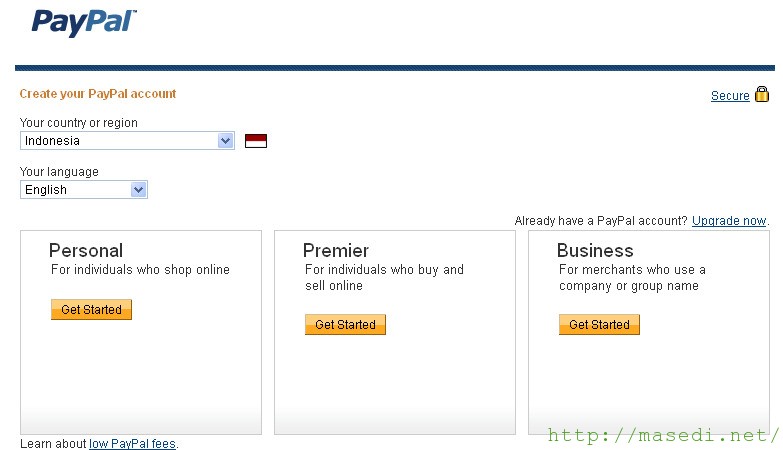 PayPal™
Create your PayPal account
Secure
Your country or region
Indonesia
Your language
English
Already have a PayPal account? Upgrade now.
Personal
For individuals who shop online
Get Started
Premier
For individuals who buy and
sell online
Get Started
Business
For merchants who use a
company or group name
Get Started
Learn about low PayPal fees.
http://masedi.net/